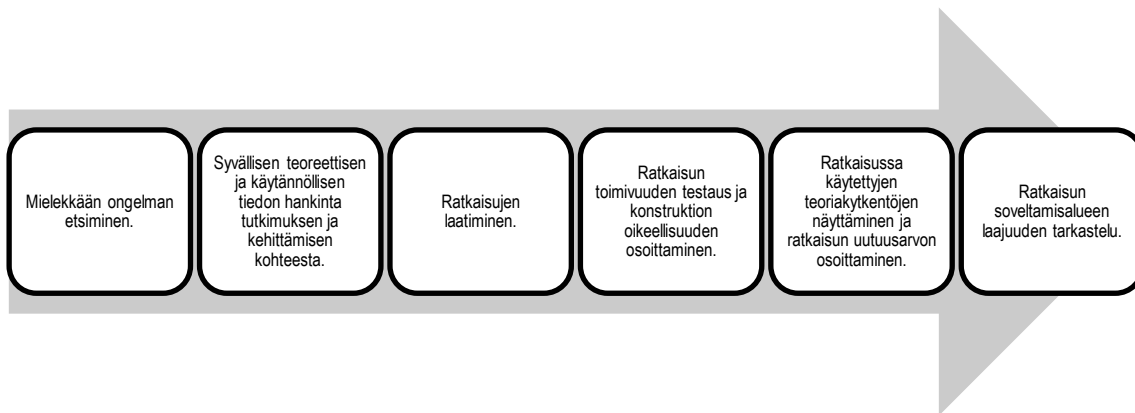 Mielekkään ongelman
etsiminen.
Syvällisen teoreettisen
ja käytännöllisen
tiedon hankinta
tutkimuksen ja
kehittämisen
kohteesta.
Ratkaisujen
laatiminen.
Ratkaisun
toimivuuden testaus ja
konstruktion
oikeellisuuden
osoittaminen.
Ratkaisussa
käytettyjen
teoriakytkentöjen
näyttäminen ja
ratkaisun uutuusarvon
osoittaminen.
Ratkaisun
soveltamisalueen
laajuuden tarkastelu.